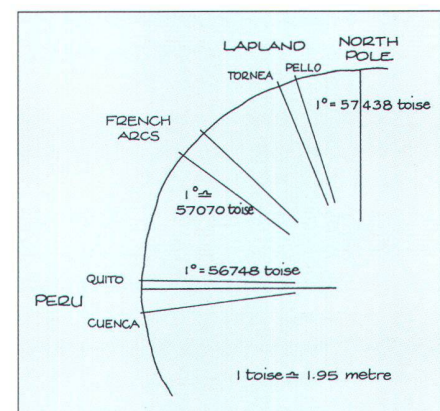 LAPLAND
NORTH
POLE
TORNEA
PELLO
1° = 57438 toise
FRENCH
ARCS
1° ≏
57070 toise
QUITO
1° = 56748 toise
PERU
CUENCA
1 toise ≏ 1.95 metre